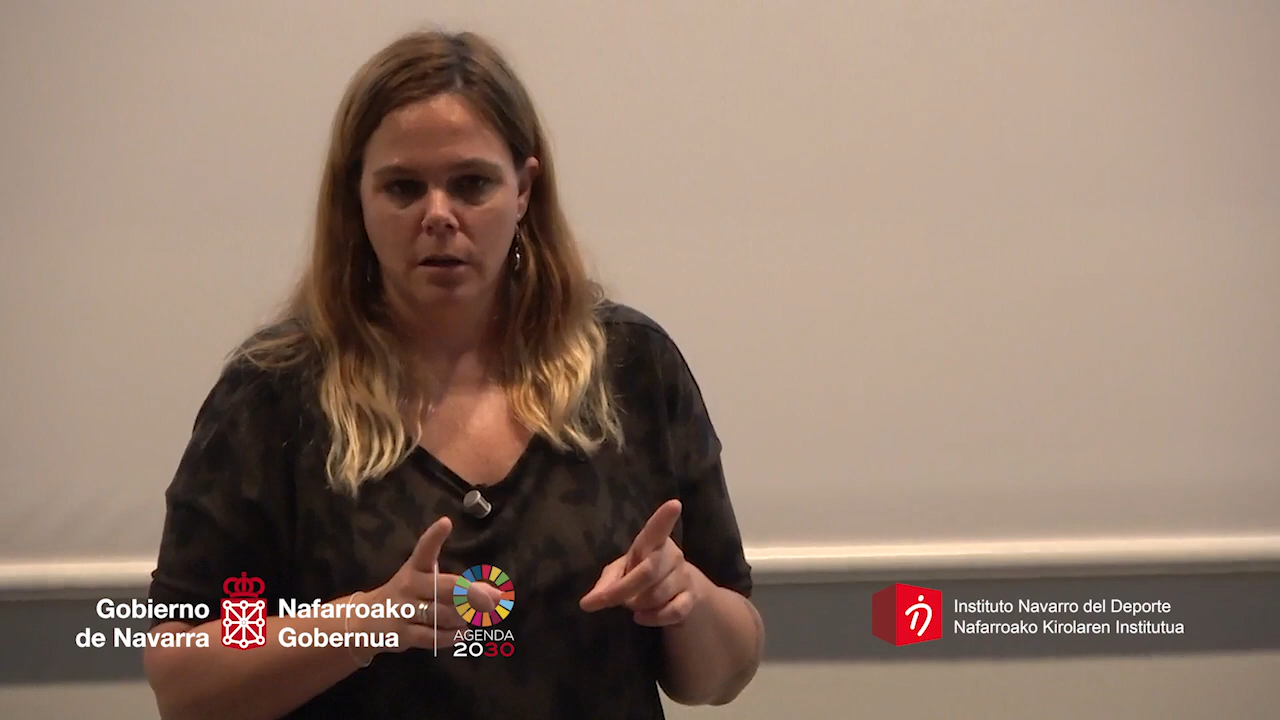 Gobierno
de Navarra
Nafarroako
Gobernua
AGENDA
2030
Instituto Navarro del Deporte
Nafarroako Kirolaren Institutua